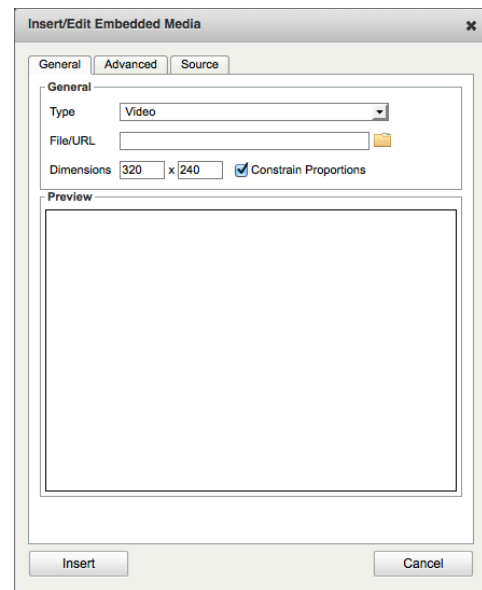 Insert/Edit Embedded Media
General Advanced Source
General
Type Video
File/URL
Dimensions 320 x 240 Constrain Proportions
Preview
Insert Cancel